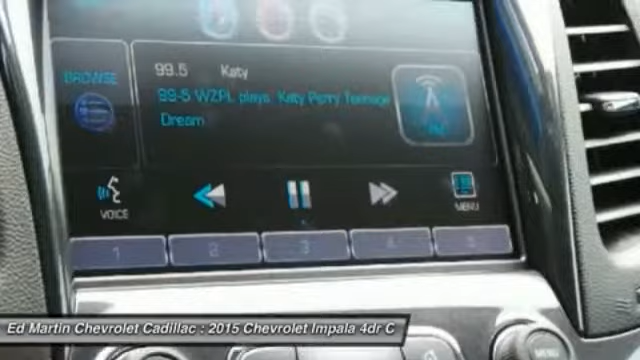 99.5 Katy
BROWSE
99-5 WZPL plays Katy Perry Teenage
Dream
VOICE
MENU
1 2 3 4 5
Ed Martin Chevrolet Cadillac : 2015 Chevrolet Impala 4dr C